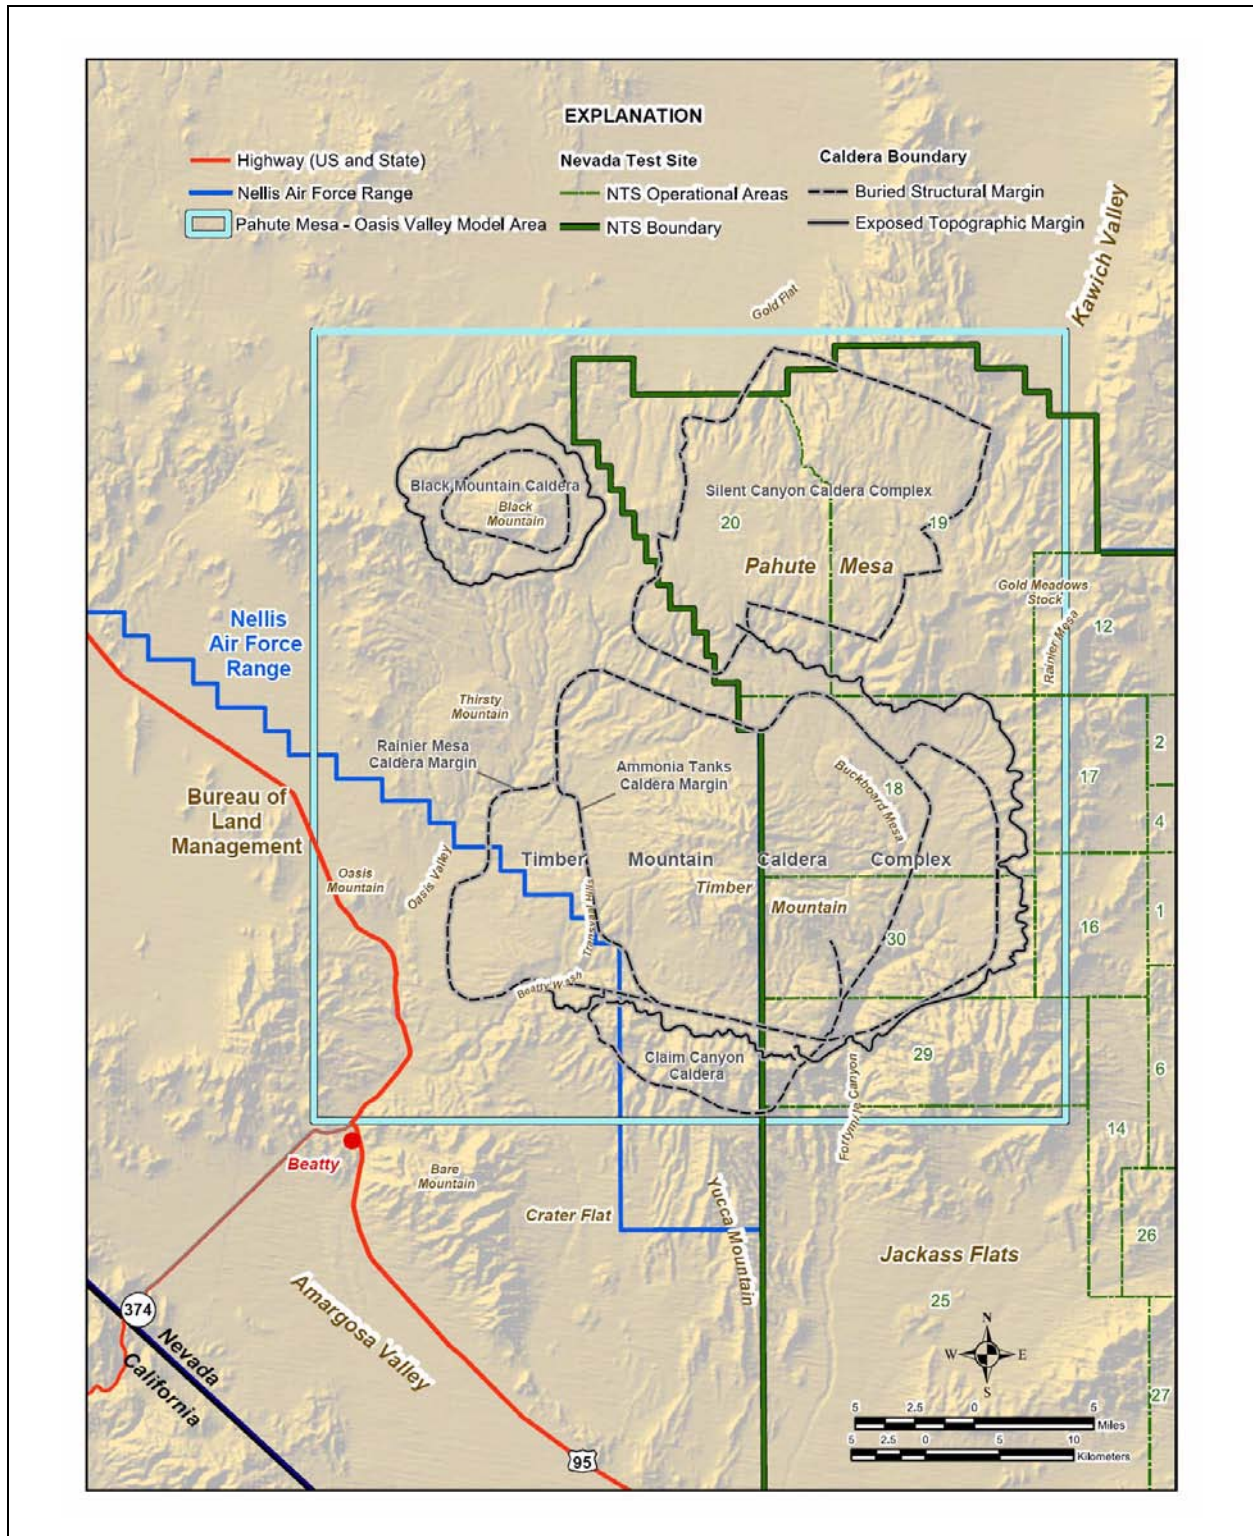 EXPLANATION
Highway (US and State)
Nellis Air Force Range
Pahute Mesa - Oasis Valley Model Area
Nevada Test Site
NTS Operational Areas
NTS Boundary
Caldera Boundary
Buried Structural Margin
Exposed Topographic Margin
Kawich Valley
Gold Flat
Black Mountain Caldera
Black
Mountain
Silent Canyon Caldera Complex
20
19
Pahute Mesa
Gold Meadows
Stock
Rainier Mesa
12
Nellis
Air Force
Range
Thirsty
Mountain
Rainier Mesa
Caldera Margin
Ammonia Tanks
Caldera Margin
Buckboard Mesa
18
17
2
4
Bureau of
Land
Management
Oasis
Mountain
Oasis Valley
Timber Mountain Caldera Complex
Timber
Mountain
Transvaal Hills
30
16
1
Beatty Wash
Claim Canyon
Caldera
29
Fortymile Canyon
6
14
Beatty
Bare
Mountain
Crater Flat
Yucca Mountain
26
Jackass Flats
25
Amargosa Valley
374
Nevada
California
N
W E
S
27
5 2.5 0 5
Miles
5 2.5 0 5 10
Kilometers
95